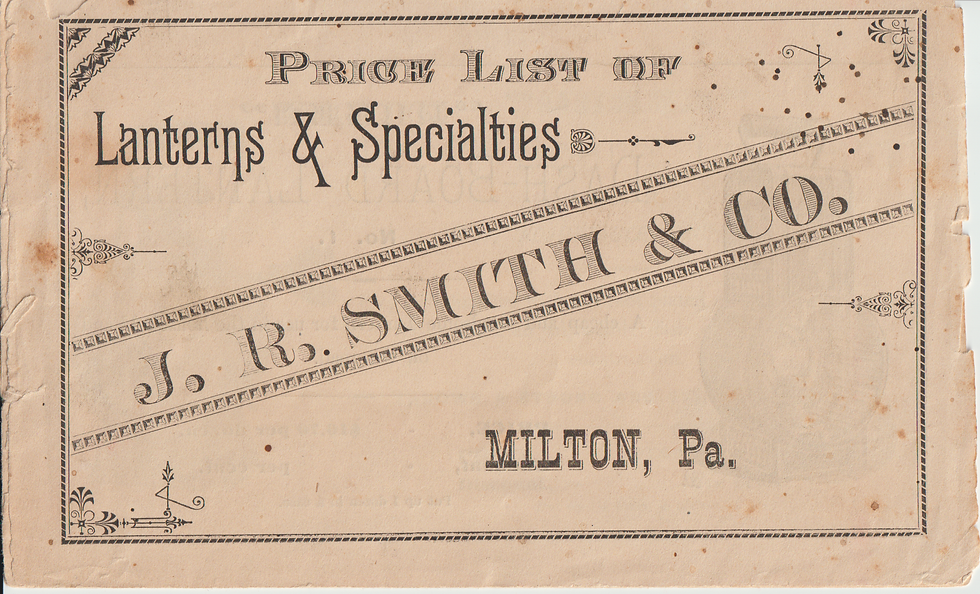 PRICE LIST OF
Lanterns & Specialties
J. R. SMITH & CO.
MILTON, Pa.